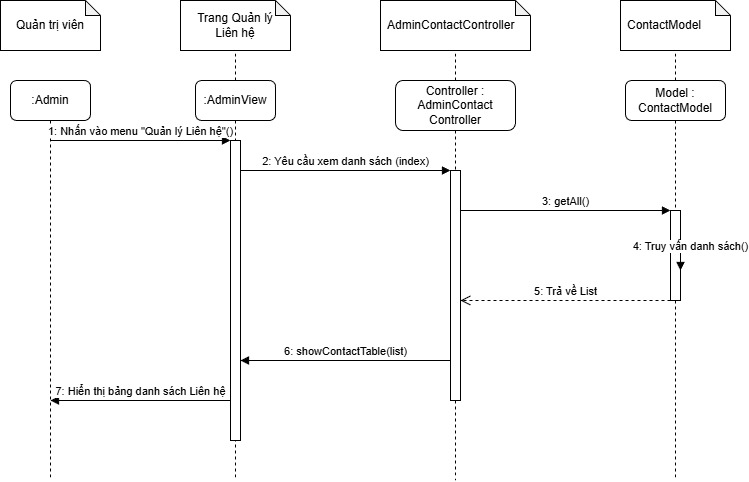 Quản trị viên
Trang Quản lý
Liên hệ
AdminContactController
ContactModel
:Admin
:AdminView
Controller :
AdminContact
Controller
Model :
ContactModel
1: Nhấn vào menu "Quản lý Liên hệ"()
2: Yêu cầu xem danh sách (index)
3: getAll()
4: Truy vấn danh sách()
5: Trả về List
6: showContactTable(list)
7: Hiển thị bảng danh sách Liên hệ